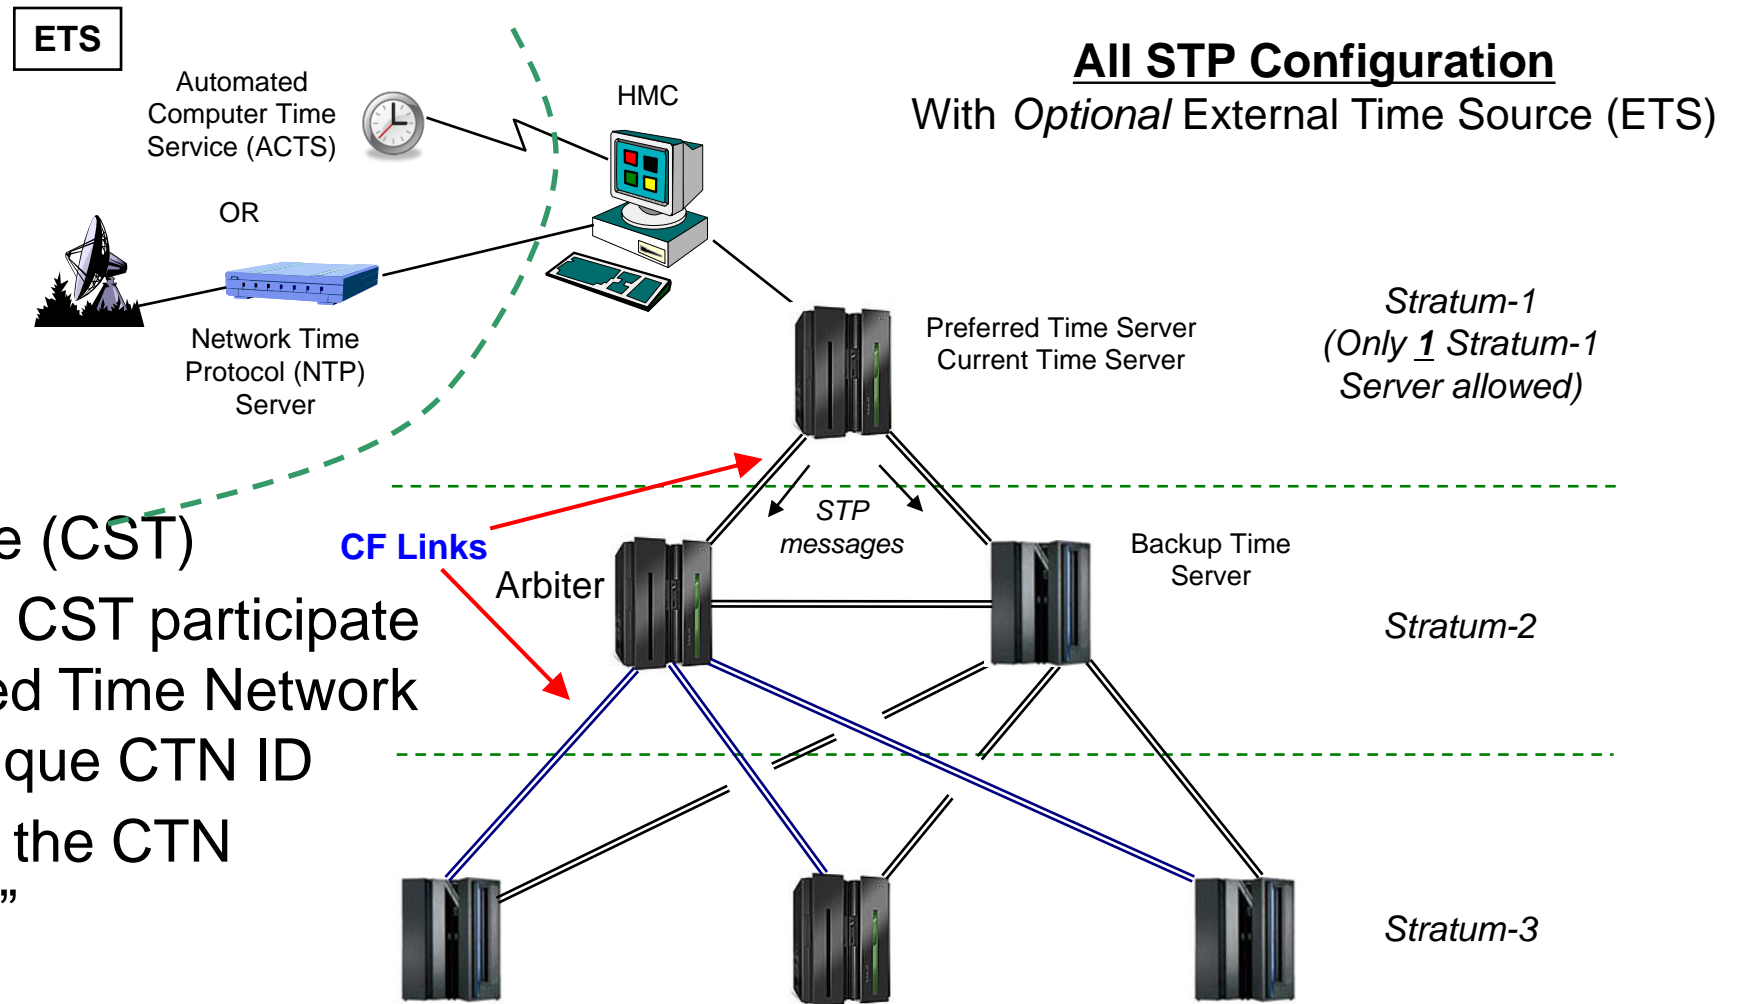 ETS
All STP Configuration
With Optional External Time Source (ETS)
Automated
Computer Time
Service (ACTS)
HMC
OR
Network Time
Protocol (NTP)
Server
Preferred Time Server
Current Time Server
Stratum-1
(Only 1 Stratum-1
Server allowed)
STP
messages
CF Links
Arbiter
Backup Time
Server
Stratum-2
e (CST)
CST participate
ed Time Network
que CTN ID
the CTN
”
Stratum-3